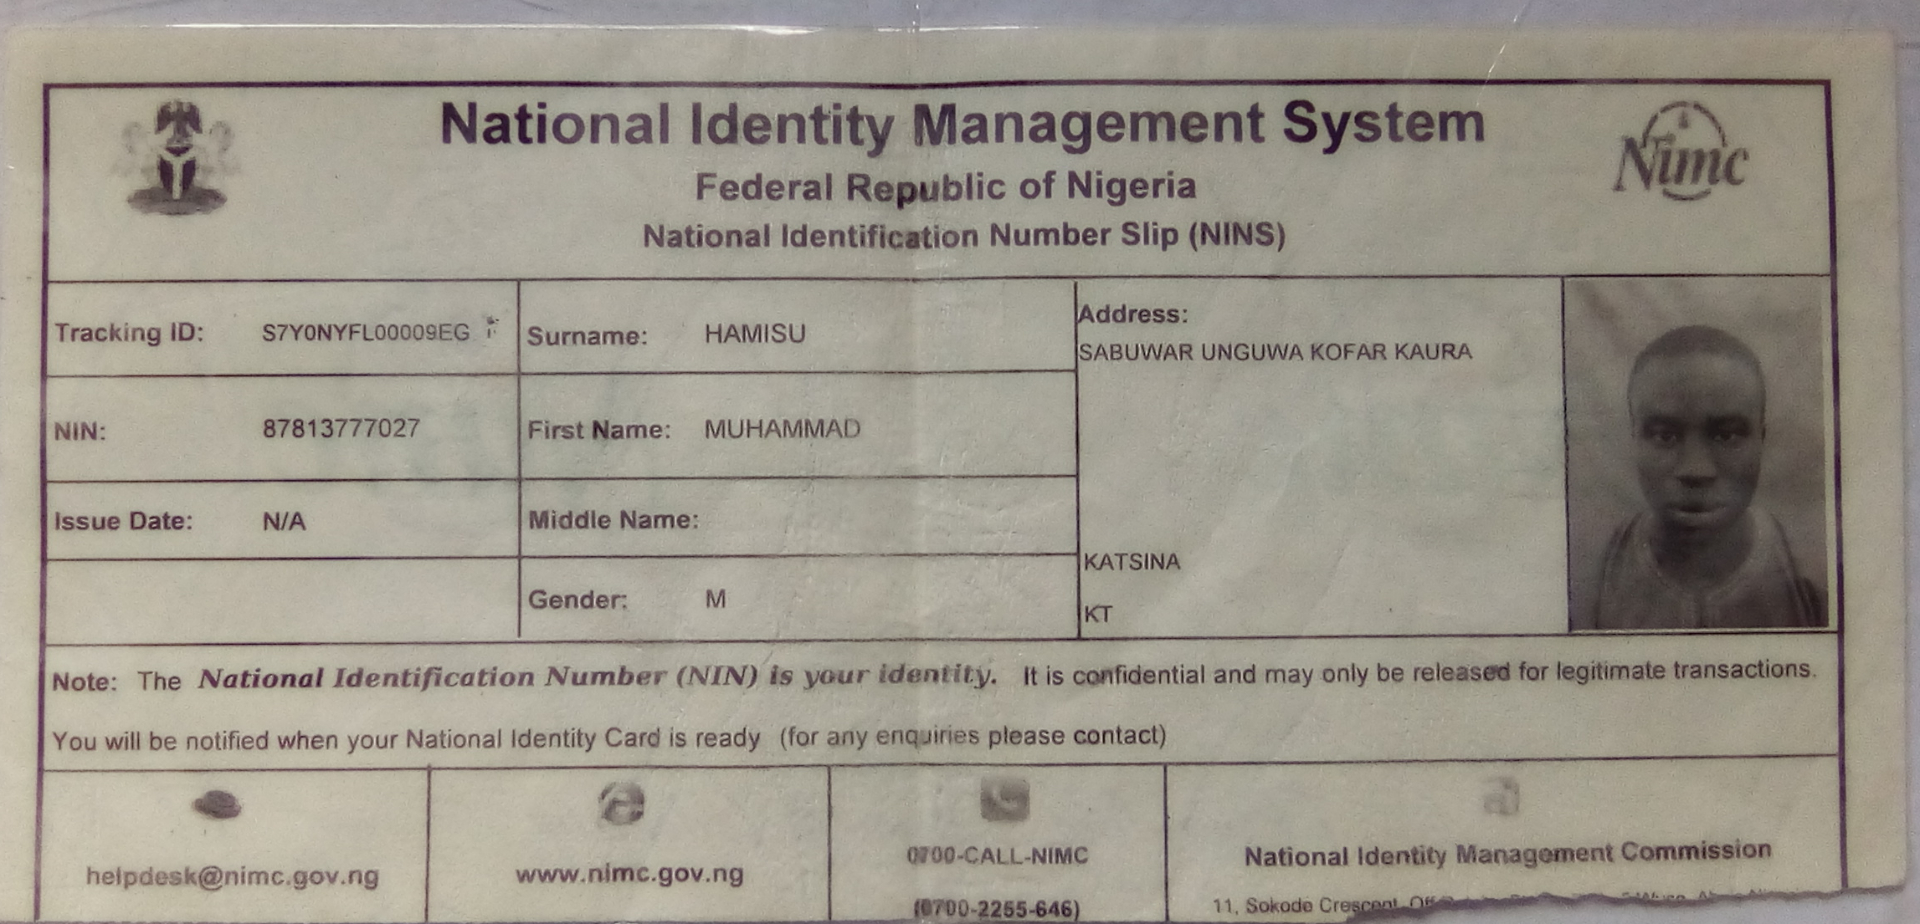 National Identity Management System
Federal Republic of Nigeria
National Identification Number Slip (NINS)
Nimc
Tracking ID: S7Y0NYFL00009EG
Surname: HAMISU
Address:
SABUWAR UNGUWA KOFAR KAURA
NIN: 87813777027
First Name: MUHAMMAD
Issue Date: N/A
Middle Name:
KATSINA
Gender: M
KT
Note: The National Identification Number (NIN) is your identity. It is confidential and may only be released for legitimate transactions.
You will be notified when your National Identity Card is ready (for any enquiries please contact)
helpdesk@nimc.gov.ng
www.nimc.gov.ng
0700-CALL-NIMC
(0700-2255-646)
National Identity Management Commission
11, Sokode Crescent,